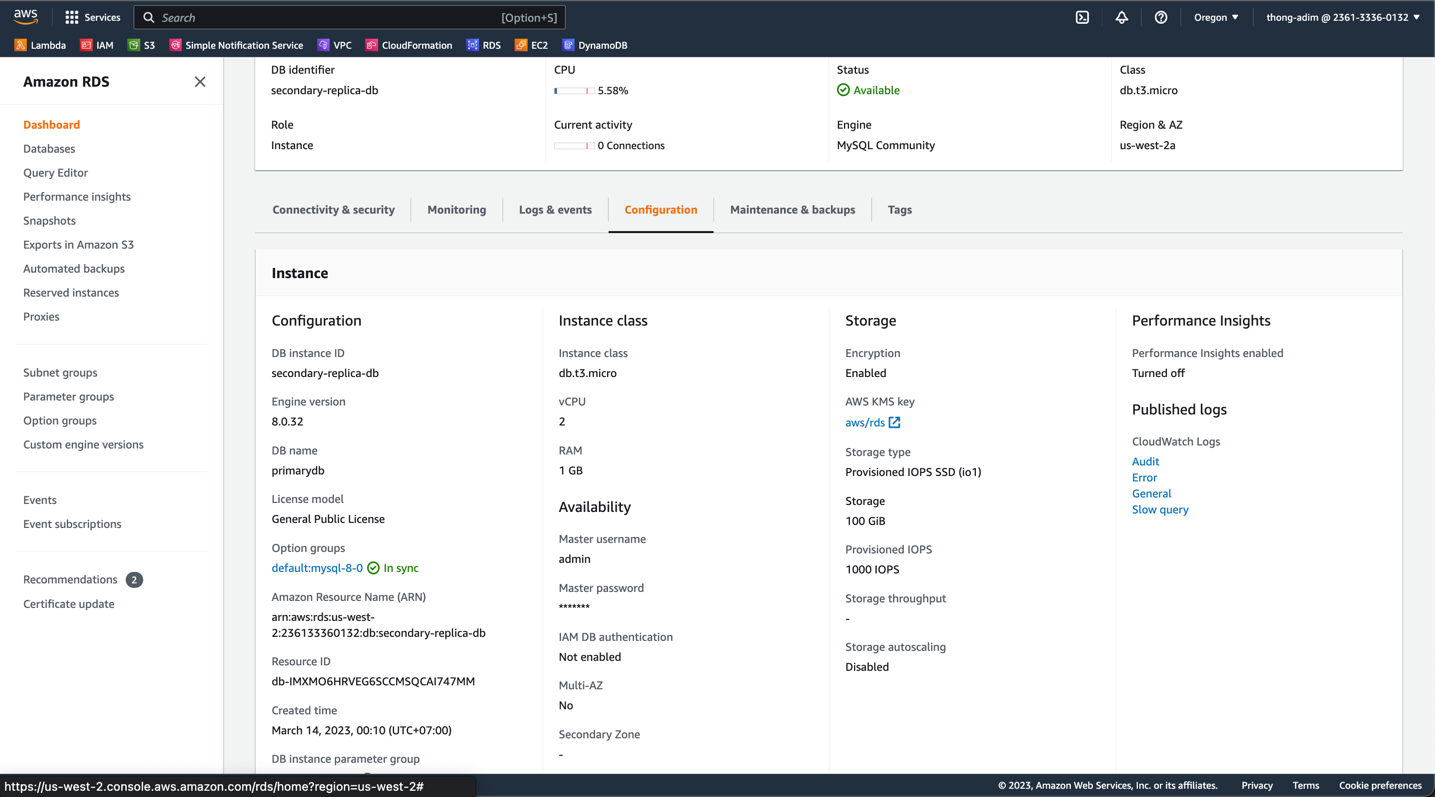 aws
Services
Search
[Option+S]
Oregon
thong-adim @ 2361-3336-0132
Lambda
IAM
S3
Simple Notification Service
VPC
CloudFormation
RDS
EC2
DynamoDB
Amazon RDS
Dashboard
Databases
Query Editor
Performance insights
Snapshots
Exports in Amazon S3
Automated backups
Reserved instances
Proxies
Subnet groups
Parameter groups
Option groups
Custom engine versions
Events
Event subscriptions
Recommendations 2
Certificate update
DB identifier
secondary-replica-db
CPU
5.58%
Status
Available
Class
db.t3.micro
Role
Instance
Current activity
0 Connections
Engine
MySQL Community
Region & AZ
us-west-2a
Connectivity & security
Monitoring
Logs & events
Configuration
Maintenance & backups
Tags
Instance
Configuration
DB instance ID
secondary-replica-db
Engine version
8.0.32
DB name
primarydb
License model
General Public License
Option groups
default:mysql-8-0 In sync
Amazon Resource Name (ARN)
arn:aws:rds:us-west-
2:236133360132:db:secondary-replica-db
Resource ID
db-IMXMO6HRVEG6SCCMSQCAI747MM
Created time
March 14, 2023, 00:10 (UTC+07:00)
DB instance parameter group
Instance class
Instance class
db.t3.micro
vCPU
2
RAM
1 GB
Availability
Master username
admin
Master password
*******
IAM DB authentication
Not enabled
Multi-AZ
No
Secondary Zone
-
Storage
Encryption
Enabled
AWS KMS key
aws/rds
Storage type
Provisioned IOPS SSD (io1)
Storage
100 GiB
Provisioned IOPS
1000 IOPS
Storage throughput
-
Storage autoscaling
Disabled
Performance Insights
Performance Insights enabled
Turned off
Published logs
CloudWatch Logs
Audit
Error
General
Slow query
https://us-west-2.console.aws.amazon.com/rds/home?region=us-west-2#
© 2023, Amazon Web Services, Inc. or its affiliates.
Privacy
Terms
Cookie preferences